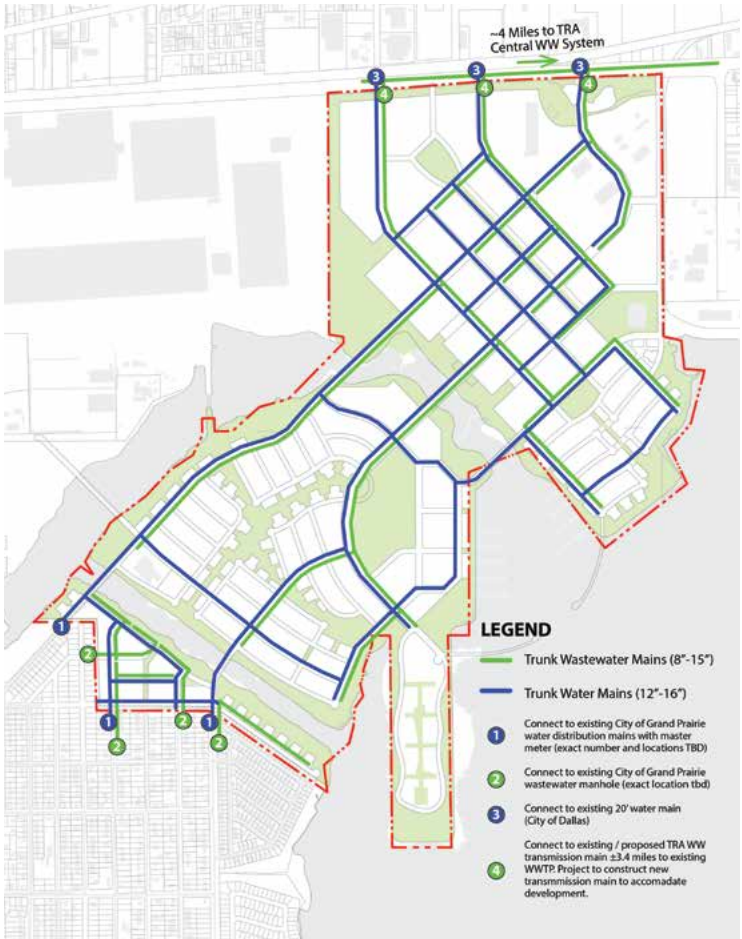 ~4 Miles to TRA
Central WW System
3
3
3
4
4
4
1
2
1
2
2
1
2
LEGEND
Trunk Wastewater Mains (8"-15")
Trunk Water Mains (12"-16")
1
Connect to existing City of Grand Prairie
water distribution mains with master
meter (exact number and locations TBD)
2
Connect to existing City of Grand Prairie
wastewater manhole (exact location tbd)
3
Connect to existing 20' water main
(City of Dallas)
4
Connect to existing / proposed TRA WW
transmission main ±3.4 miles to existing
WWTP. Project to construct new
transmmission main to accomadate
development.